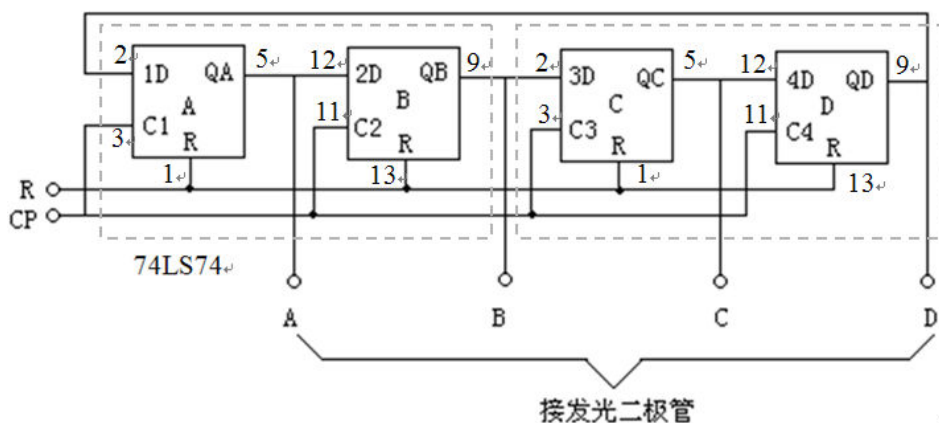 2 1D QA 5 12 2D QB 9 2 3D QC 5 12 4D QD 9
A B C D
3 C1 11 C2 3 C3 11 C4
R R R R
1 13 1 13
R
CP
74LS74
A B C D
接发光二极管